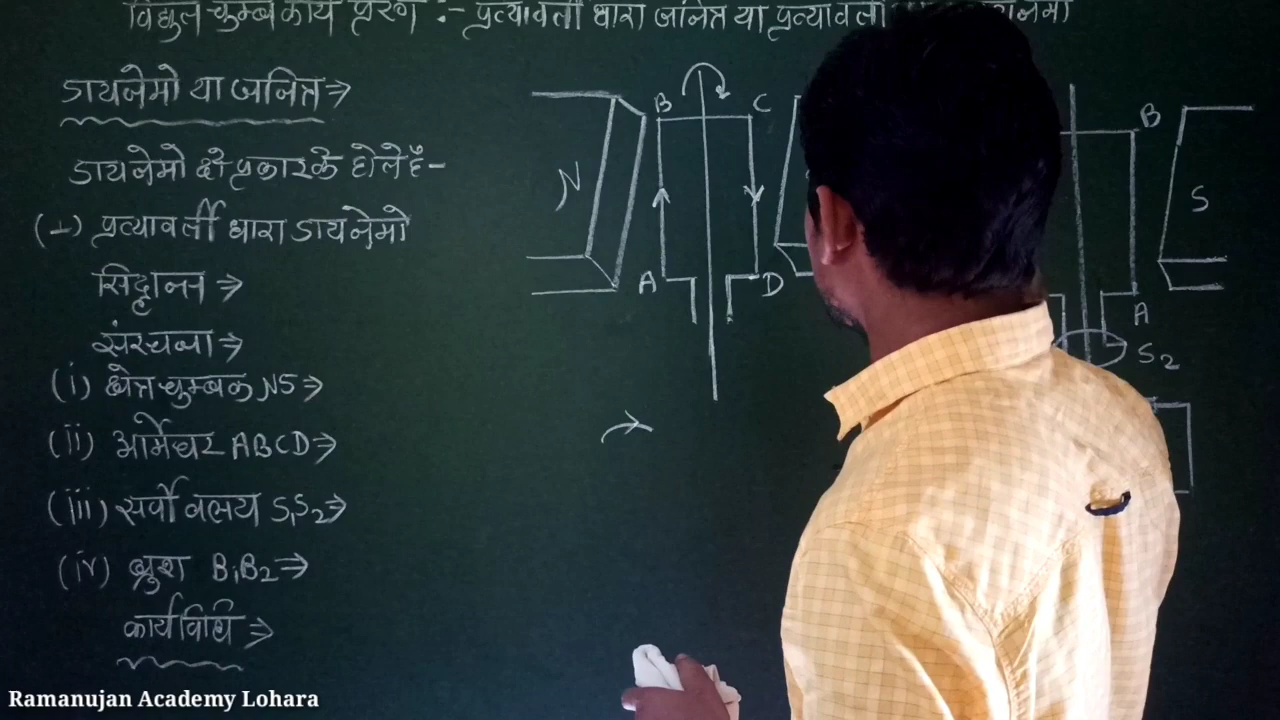 विद्युत चुम्बकीय प्रेरण :- प्रत्यावर्ती धारा जनित्र या प्रत्यावर्ती
डायनेमो या जनित्र ⇒
डायनेमो दो प्रकार के होते हैं -
(1) प्रत्यावर्ती धारा डायनेमो
सिद्धान्त ⇒
संरचना ⇒
(i) क्षेत्र चुम्बक NS ⇒
(ii) आर्मेचर ABCD ⇒
(iii) सर्पी वलय S₁S₂ ⇒
(iv) ब्रुश B₁B₂ ⇒
कार्यविधि ⇒
B C
N
A D
B
S
A
S₂
Ramanujan Academy Lohara